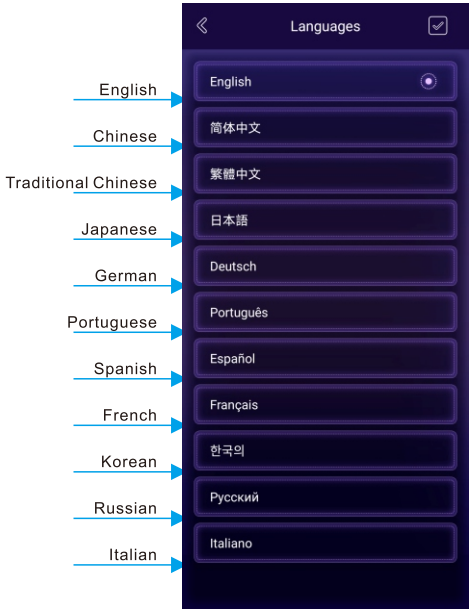 Languages
English
English
Chinese
简体中文
Traditional Chinese
繁體中文
Japanese
日本語
German
Deutsch
Portuguese
Português
Spanish
Español
French
Français
Korean
한국의
Russian
Русский
Italian
Italiano